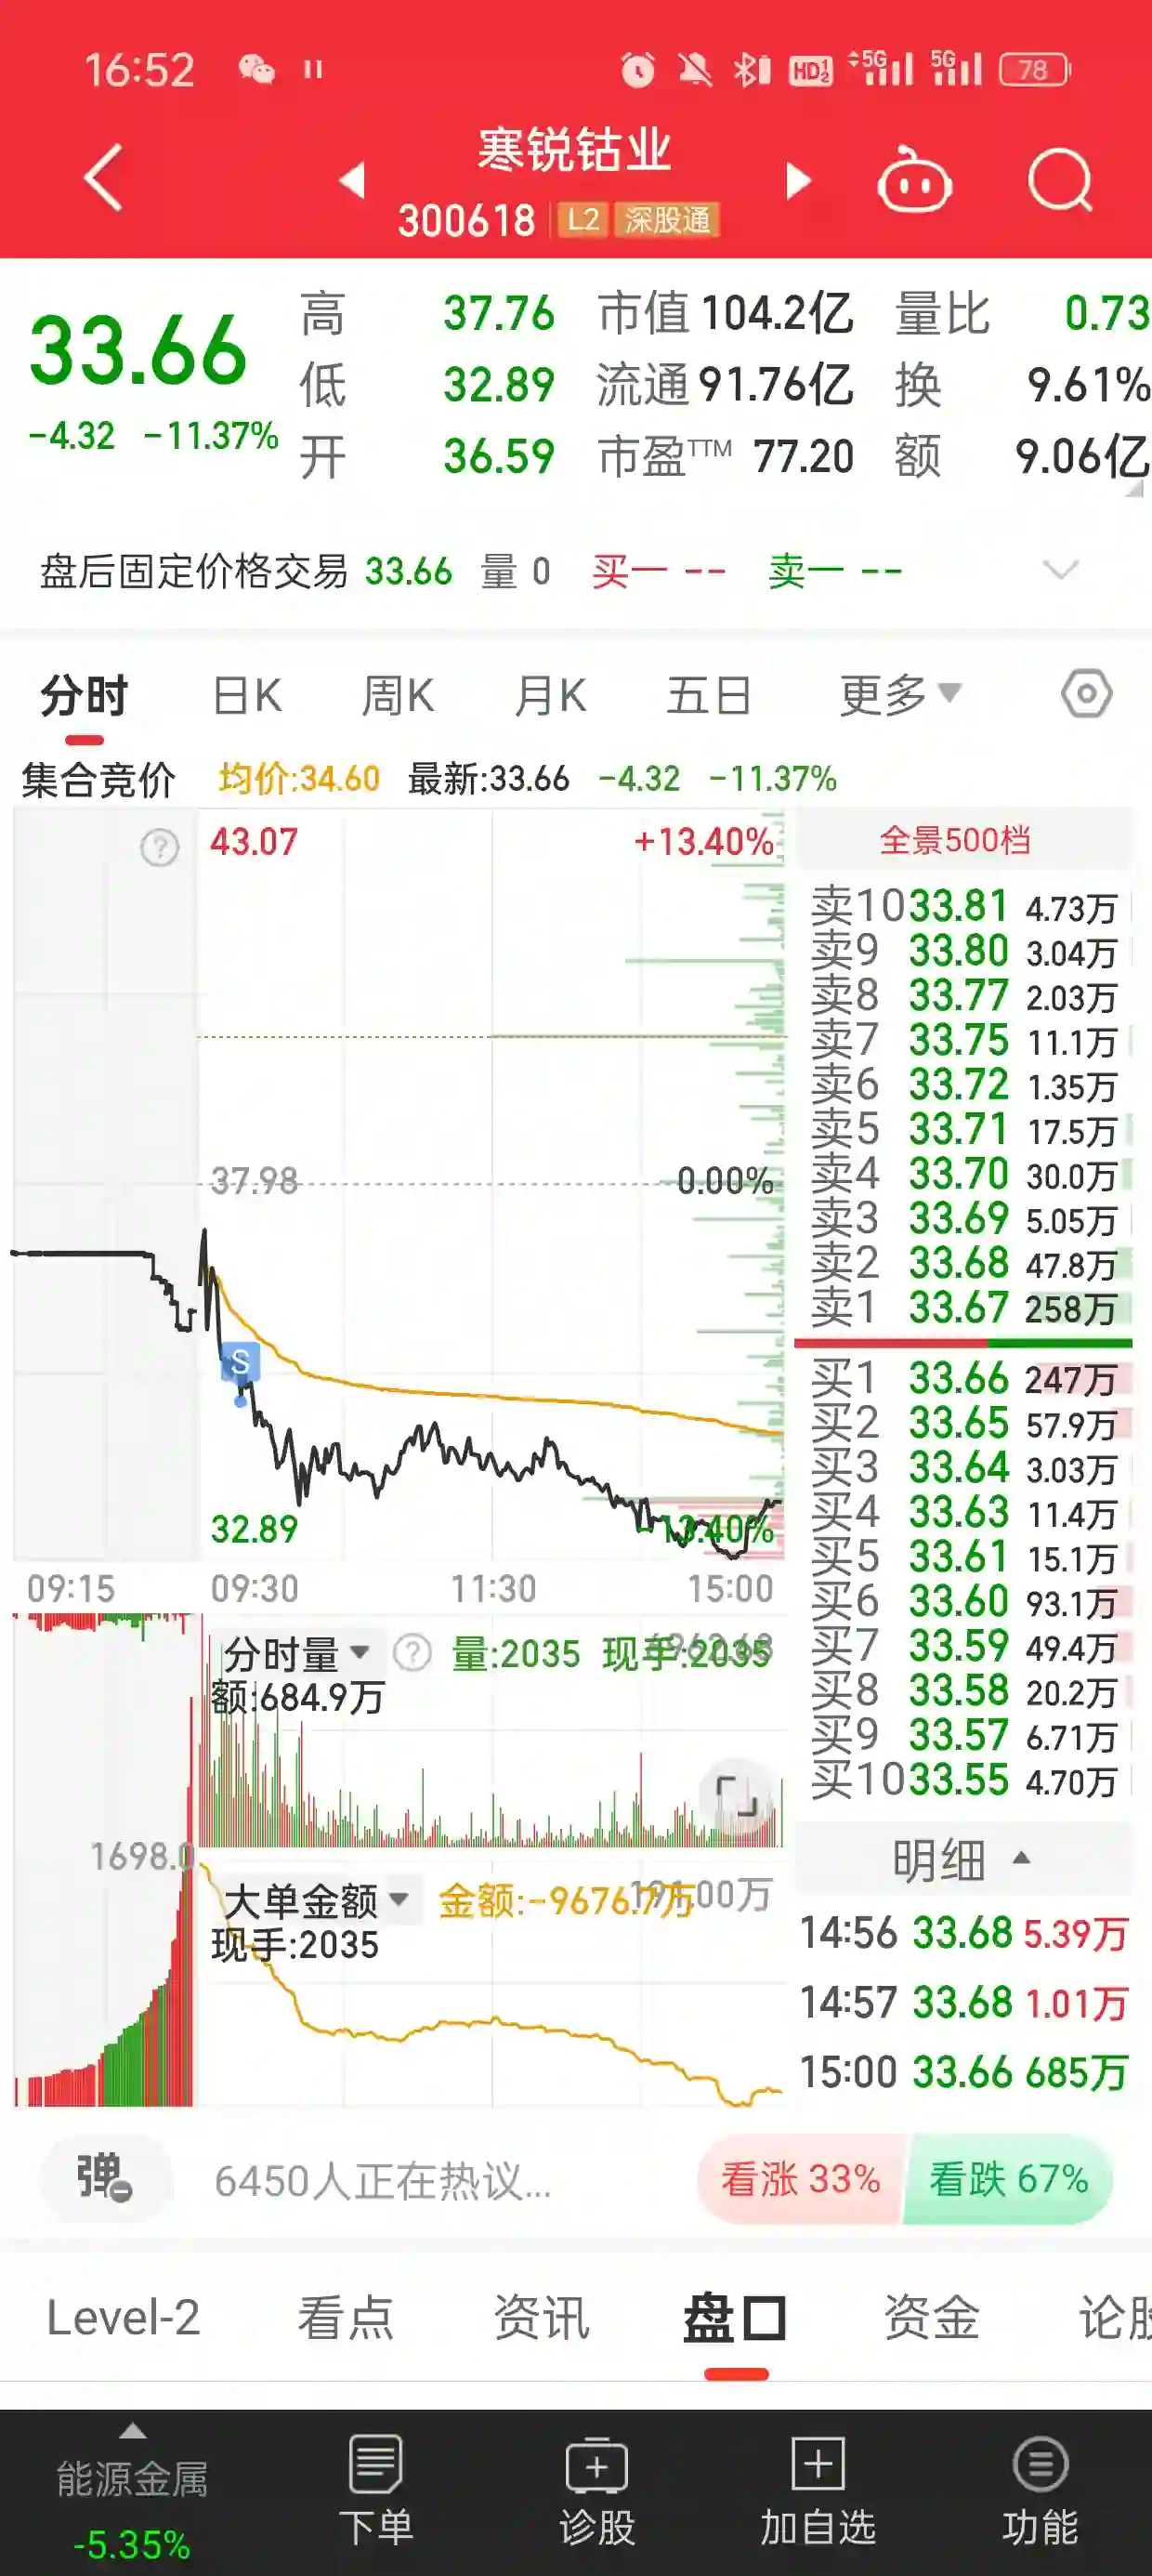 16:52 HD 1 2 5G 5G 78
寒锐钴业
300618 L2 深股通
33.66
-4.32 -11.37%
高 37.76 市值 104.2亿 量比 0.73
低 32.89 流通 91.76亿 换 9.61%
开 36.59 市盈TTM 77.20 额 9.06亿
盘后固定价格交易 33.66 量 0 买一 -- 卖一 --
分时 日K 周K 月K 五日 更多
集合竞价 均价:34.60 最新:33.66 -4.32 -11.37%
? 43.07 +13.40%
37.98 0.00%
S
32.89 -13.40%
09:15 09:30 11:30 15:00
全景500档
卖10 33.81 4.73万
卖9 33.80 3.04万
卖8 33.77 2.03万
卖7 33.75 11.1万
卖6 33.72 1.35万
卖5 33.71 17.5万
卖4 33.70 30.0万
卖3 33.69 5.05万
卖2 33.68 47.8万
卖1 33.67 258万
买1 33.66 247万
买2 33.65 57.9万
买3 33.64 3.03万
买4 33.63 11.4万
买5 33.61 15.1万
买6 33.60 93.1万
买7 33.59 49.4万
买8 33.58 20.2万
买9 33.57 6.71万
买10 33.55 4.70万
分时量 ? 量:2035 现手:2035
额:684.9万
1698.0
大单金额 金额:-9676.7万
现手:2035
明细
14:56 33.68 5.39万
14:57 33.68 1.01万
15:00 33.66 685万
弹 6450人正在热议... 看涨 33% 看跌 67%
Level-2 看点 资讯 盘口 资金 论股
能源金属
-5.35%
下单 诊股 加自选 功能